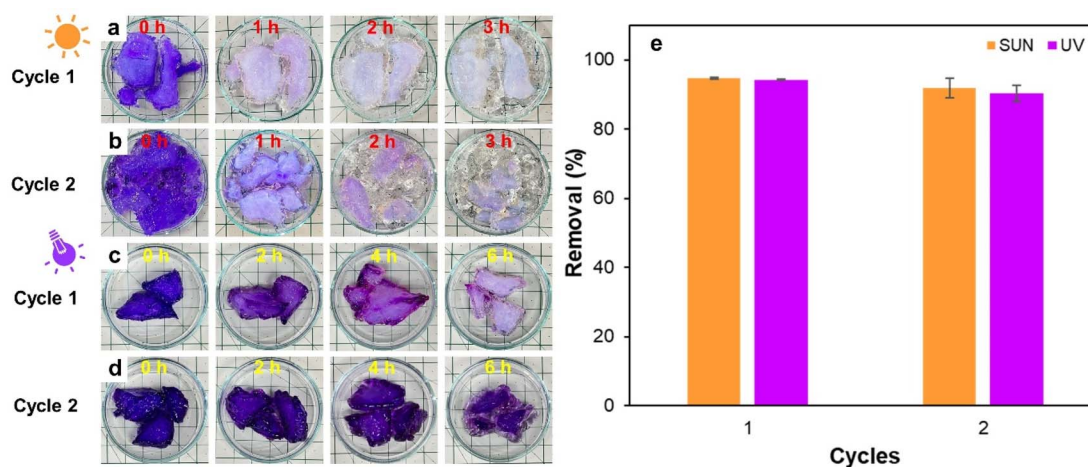 a
0 h
1 h
2 h
3 h
Cycle 1
b
0 h
1 h
2 h
3 h
Cycle 2
c
0 h
2 h
4 h
6 h
Cycle 1
d
0 h
2 h
4 h
6 h
Cycle 2
e
SUN UV
100
80
60
40
20
0
Removal (%)
1 2
Cycles